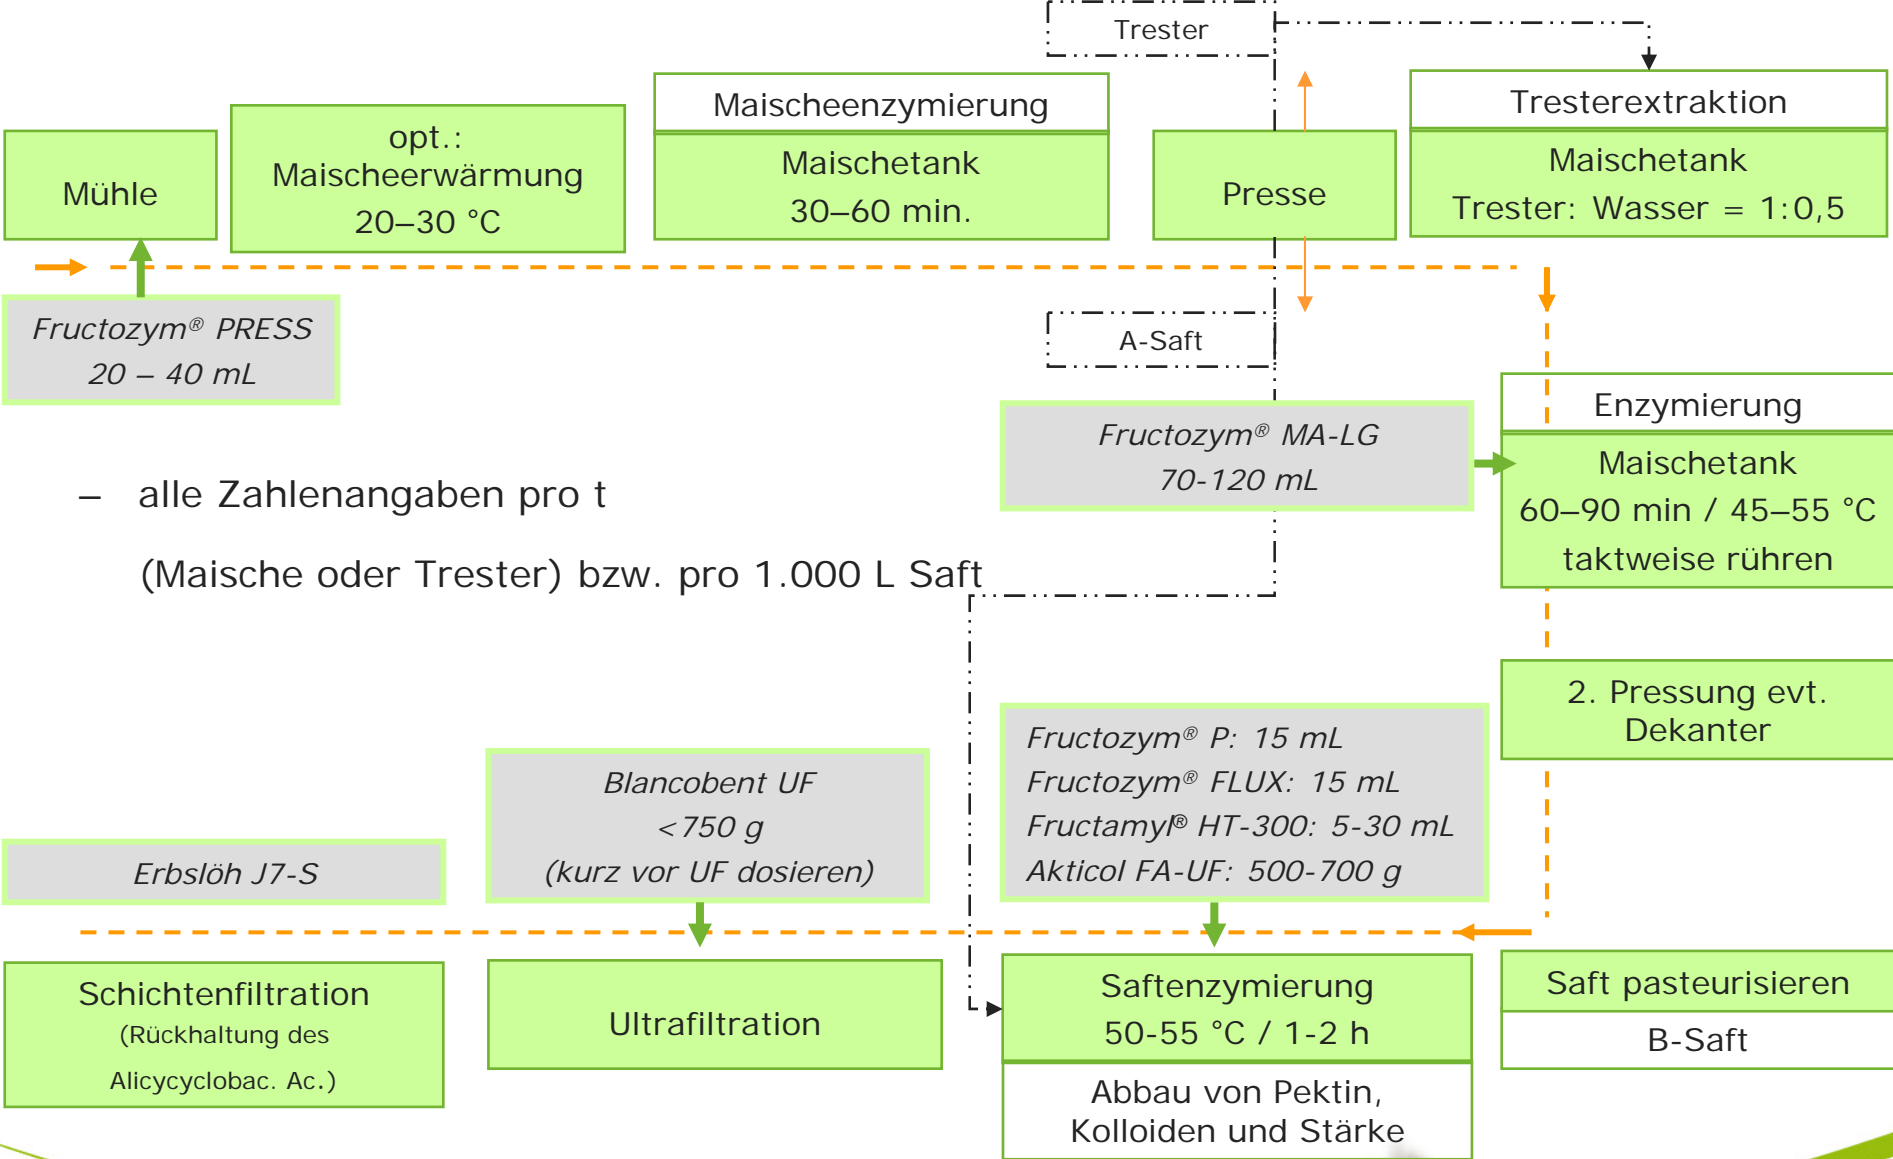 Trester
Mühle
opt.:
Maischeerwärmung
20–30 °C
Maischeenzymierung
Maischetank
30–60 min.
Presse
Tresterextraktion
Maischetank
Trester: Wasser = 1:0,5
Fructozym® PRESS
20 – 40 mL
A-Saft
Fructozym® MA-LG
70-120 mL
Enzymierung
Maischetank
60–90 min / 45–55 °C
taktweise rühren
– alle Zahlenangaben pro t
(Maische oder Trester) bzw. pro 1.000 L Saft
2. Pressung evt.
Dekanter
Erbslöh J7-S
Blancobent UF
<750 g
(kurz vor UF dosieren)
Fructozym® P: 15 mL
Fructozym® FLUX: 15 mL
Fructamyl® HT-300: 5-30 mL
Akticol FA-UF: 500-700 g
Schichtenfiltration
(Rückhaltung des
Alicycyclobac. Ac.)
Ultrafiltration
Saftenzymierung
50-55 °C / 1-2 h
Abbau von Pektin,
Kolloiden und Stärke
Saft pasteurisieren
B-Saft